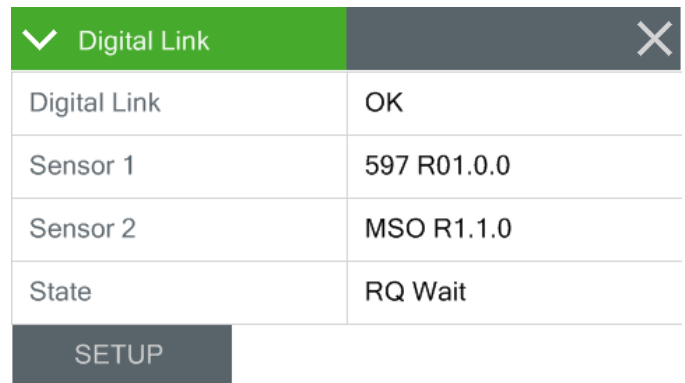 Digital Link
Digital Link OK
Sensor 1 597 R01.0.0
Sensor 2 MSO R1.1.0
State RQ Wait
SETUP